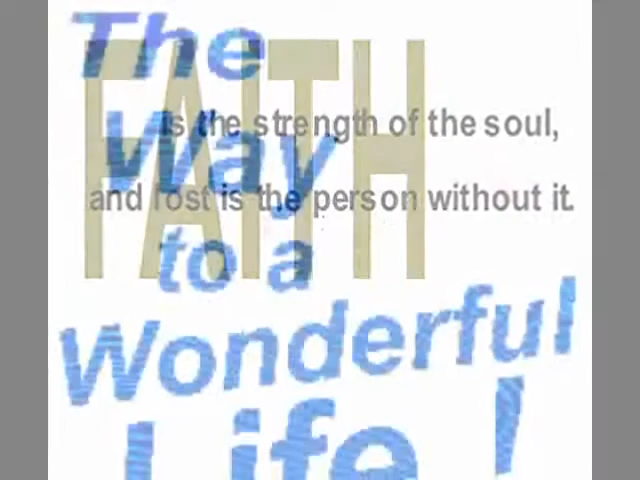 The
Way
to a
Wonderful
Life !
FAITH
is the strength of the soul,
and lost is the person without it.